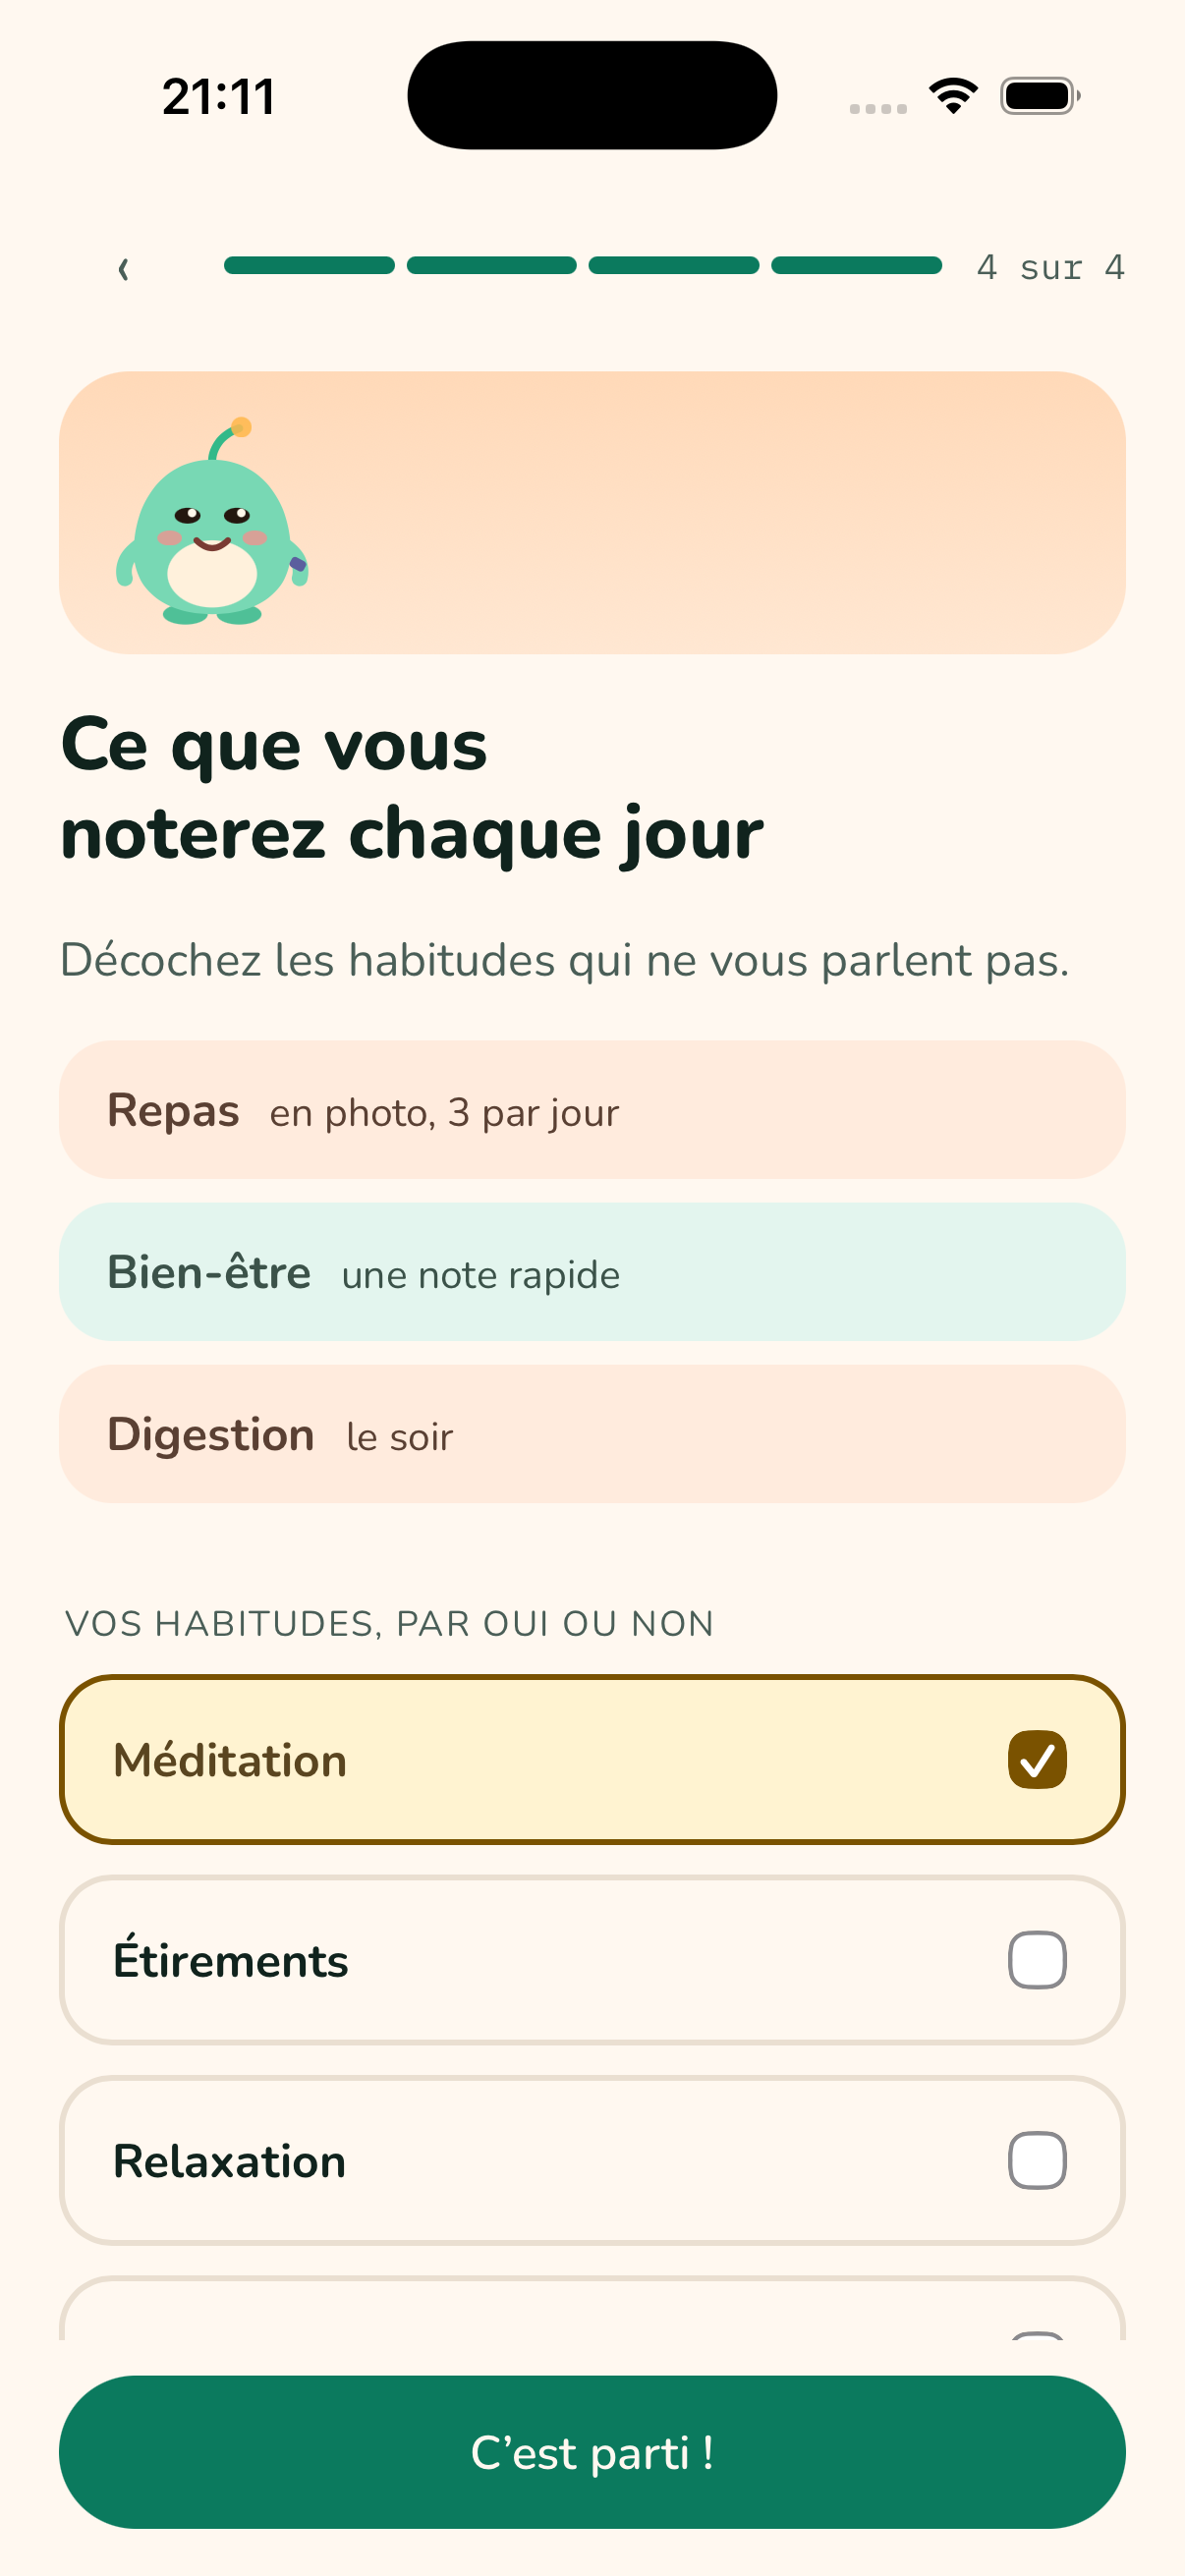 21:11
4 sur 4
Ce que vous
noterez chaque jour
Décochez les habitudes qui ne vous parlent pas.
Repas en photo, 3 par jour
Bien-être une note rapide
Digestion le soir
VOS HABITUDES, PAR OUI OU NON
Méditation
Étirements
Relaxation
C’est parti !